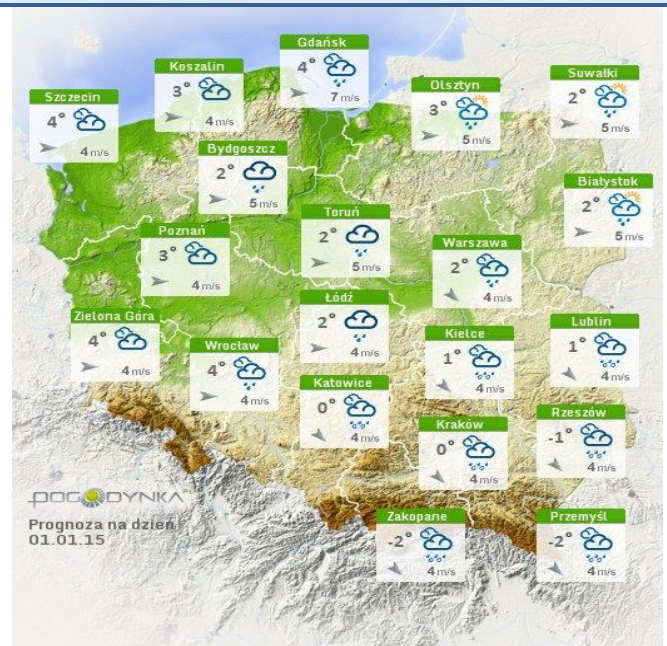 Gdańsk
4°
7 m/s
Koszalin
3°
4 m/s
Szczecin
4°
4 m/s
Olsztyn
3°
5 m/s
Suwałki
2°
5 m/s
Bydgoszcz
2°
5 m/s
Białystok
2°
5 m/s
Toruń
2°
5 m/s
Poznań
3°
4 m/s
Warszawa
2°
4 m/s
Zielona Góra
4°
4 m/s
Łódź
2°
4 m/s
Wrocław
4°
4 m/s
Kielce
1°
4 m/s
Lublin
1°
4 m/s
Katowice
0°
4 m/s
Kraków
0°
4 m/s
Rzeszów
-1°
4 m/s
POGODYNKA
Prognoza na dzień
01.01.15
Zakopane
-2°
4 m/s
Przemyśl
-2°
4 m/s